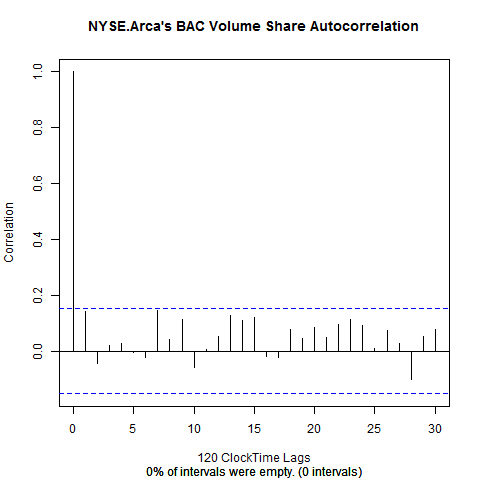 NYSE.Arca's BAC Volume Share Autocorrelation
Correlation
1.0
0.8
0.6
0.4
0.2
0.0
0 5 10 15 20 25 30
120 ClockTime Lags
0% of intervals were empty. (0 intervals)